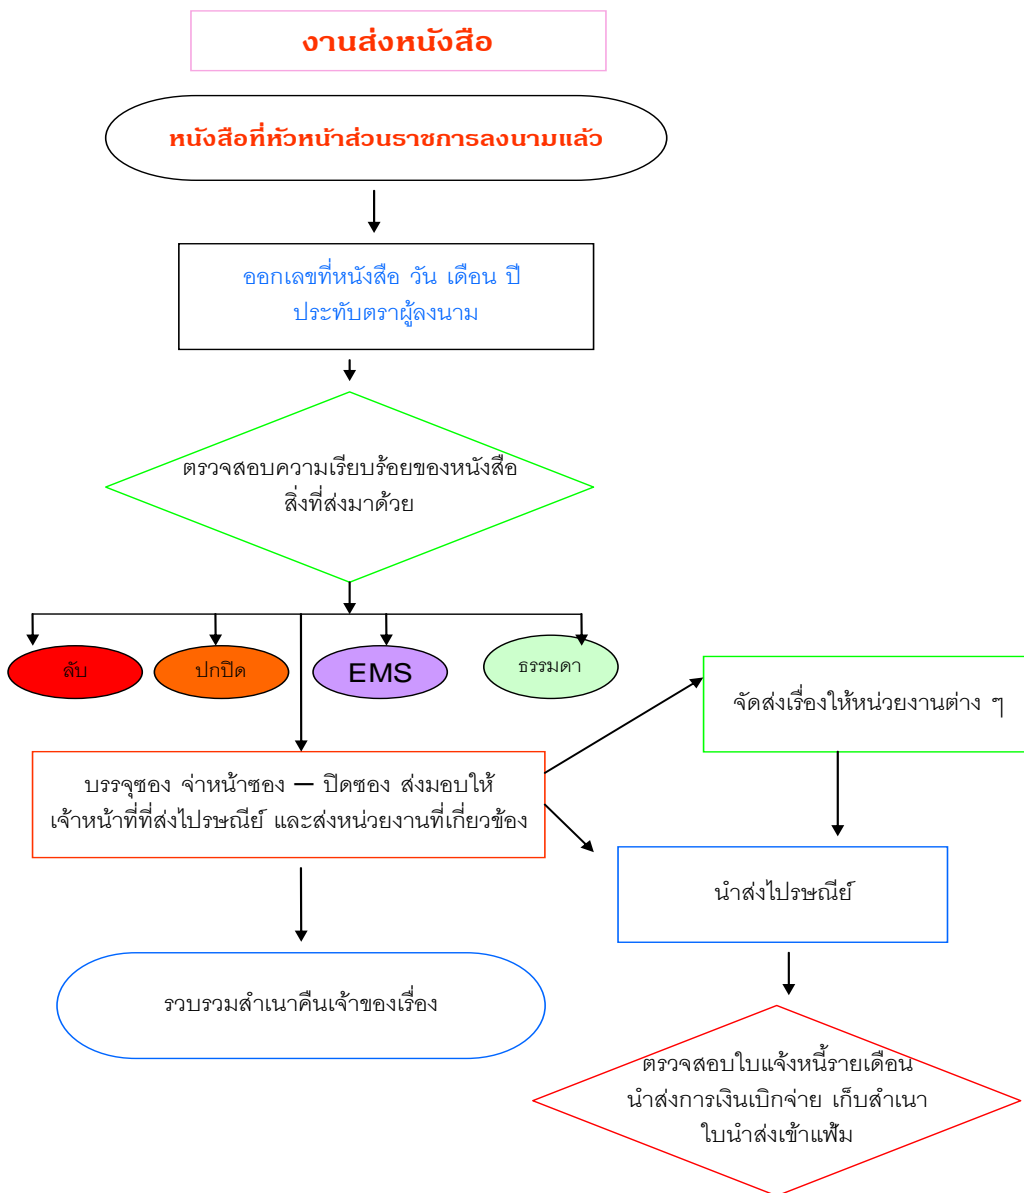 งานส่งหนังสือ
หนังสือที่หัวหน้าส่วนราชการลงนามแล้ว
ออกเลขที่หนังสือ วัน เดือน ปี
ประทับตราผู้ลงนาม
ตรวจสอบความเรียบร้อยของหนังสือ
สิ่งที่ส่งมาด้วย
ลับ
ปกปิด
EMS
ธรรมดา
จัดส่งเรื่องให้หน่วยงานต่าง ๆ
บรรจุซอง จ่าหน้าซอง – ปิดซอง ส่งมอบให้
เจ้าหน้าที่ที่ส่งไปรษณีย์ และส่งหน่วยงานที่เกี่ยวข้อง
นำส่งไปรษณีย์
รวบรวมสำเนาคืนเจ้าของเรื่อง
ตรวจสอบใบแจ้งหนี้รายเดือน
นำส่งการเงินเบิกจ่าย เก็บสำเนา
ใบนำส่งเข้าแฟ้ม